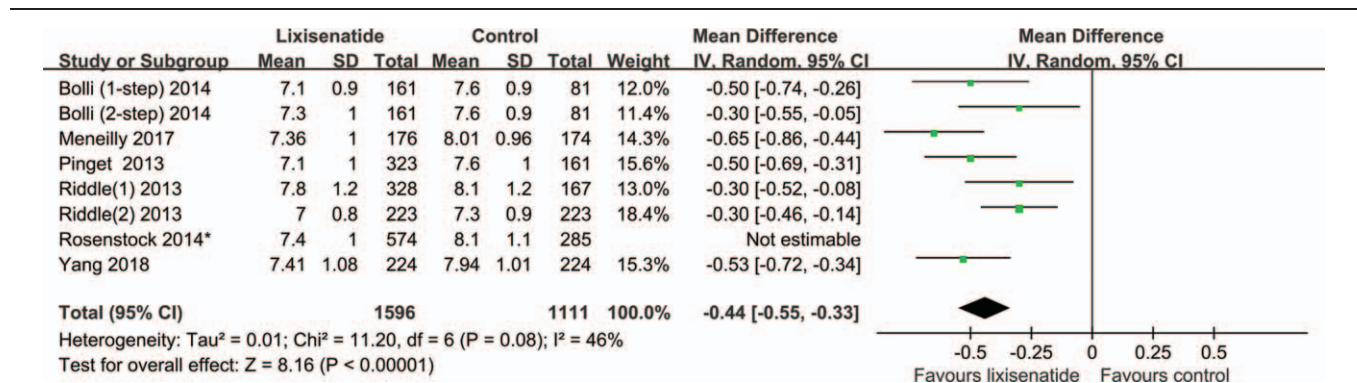 Lixisenatide Control Mean Difference Mean Difference
Study or Subgroup Mean SD Total Mean SD Total Weight IV, Random, 95% CI IV, Random, 95% CI
Bolli (1-step) 2014 7.1 0.9 161 7.6 0.9 81 12.0% -0.50 [-0.74, -0.26]
Bolli (2-step) 2014 7.3 1 161 7.6 0.9 81 11.4% -0.30 [-0.55, -0.05]
Meneilly 2017 7.36 1 176 8.01 0.96 174 14.3% -0.65 [-0.86, -0.44]
Pinget 2013 7.1 1 323 7.6 1 161 15.6% -0.50 [-0.69, -0.31]
Riddle(1) 2013 7.8 1.2 328 8.1 1.2 167 13.0% -0.30 [-0.52, -0.08]
Riddle(2) 2013 7 0.8 223 7.3 0.9 223 18.4% -0.30 [-0.46, -0.14]
Rosenstock 2014* 7.4 1 574 8.1 1.1 285 Not estimable
Yang 2018 7.41 1.08 224 7.94 1.01 224 15.3% -0.53 [-0.72, -0.34]
Total (95% CI) 1596 1111 100.0% -0.44 [-0.55, -0.33]
Heterogeneity: Tau² = 0.01; Chi² = 11.20, df = 6 (P = 0.08); I² = 46%
Test for overall effect: Z = 8.16 (P < 0.00001)
-0.5 -0.25 0 0.25 0.5
Favours lixisenatide Favours control